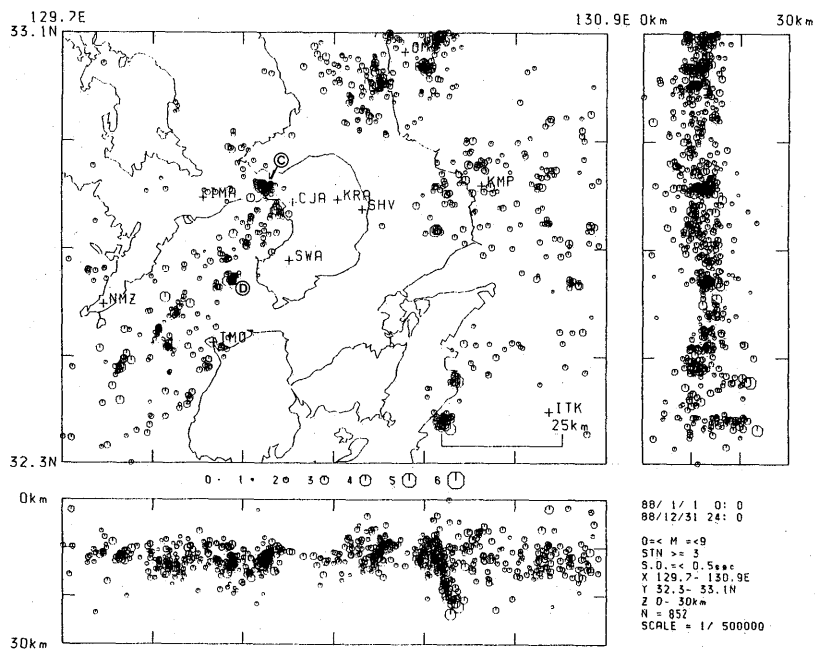 129.7E 130.9E 0km 30km
33.1N
OMT
Ⓒ
TMA CJA KRA SHV KMP
SWA
Ⓓ
NMZ
TMO
ITK
25km
32.3N
0· 1· 2 3 4 5 6
0km
30km
88/ 1/ 1 0: 0
88/12/31 24: 0
0=< M =<9
STN >= 3
S.D.=< 0.5sec
X 129.7- 130.9E
Y 32.3- 33.1N
Z 0- 30km
N = 852
SCALE = 1/ 500000